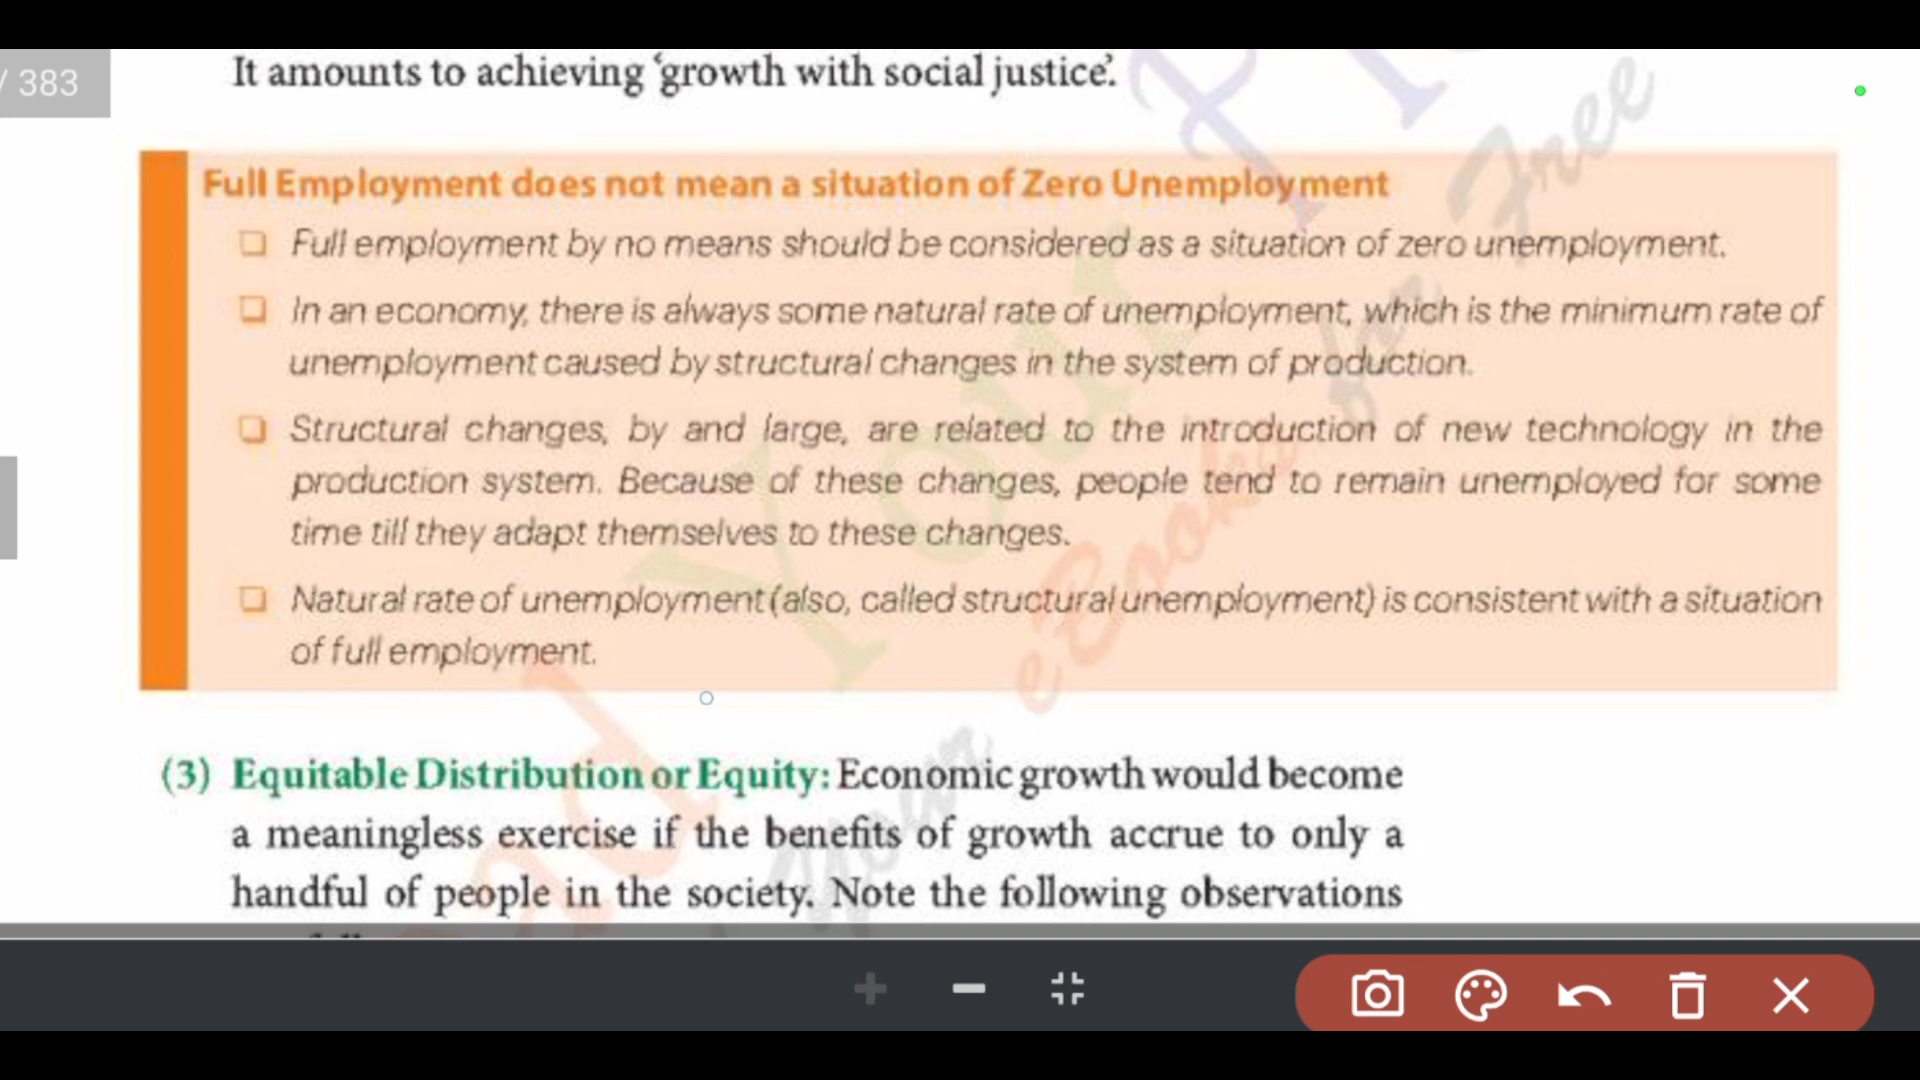 / 383
It amounts to achieving ‘growth with social justice’.
Full Employment does not mean a situation of Zero Unemployment
❏ Full employment by no means should be considered as a situation of zero unemployment.
❏ In an economy, there is always some natural rate of unemployment, which is the minimum rate of
unemployment caused by structural changes in the system of production.
❏ Structural changes, by and large, are related to the introduction of new technology in the
production system. Because of these changes, people tend to remain unemployed for some
time till they adapt themselves to these changes.
❏ Natural rate of unemployment (also, called structural unemployment) is consistent with a situation
of full employment.
(3) Equitable Distribution or Equity: Economic growth would become
a meaningless exercise if the benefits of growth accrue to only a
handful of people in the society. Note the following observations